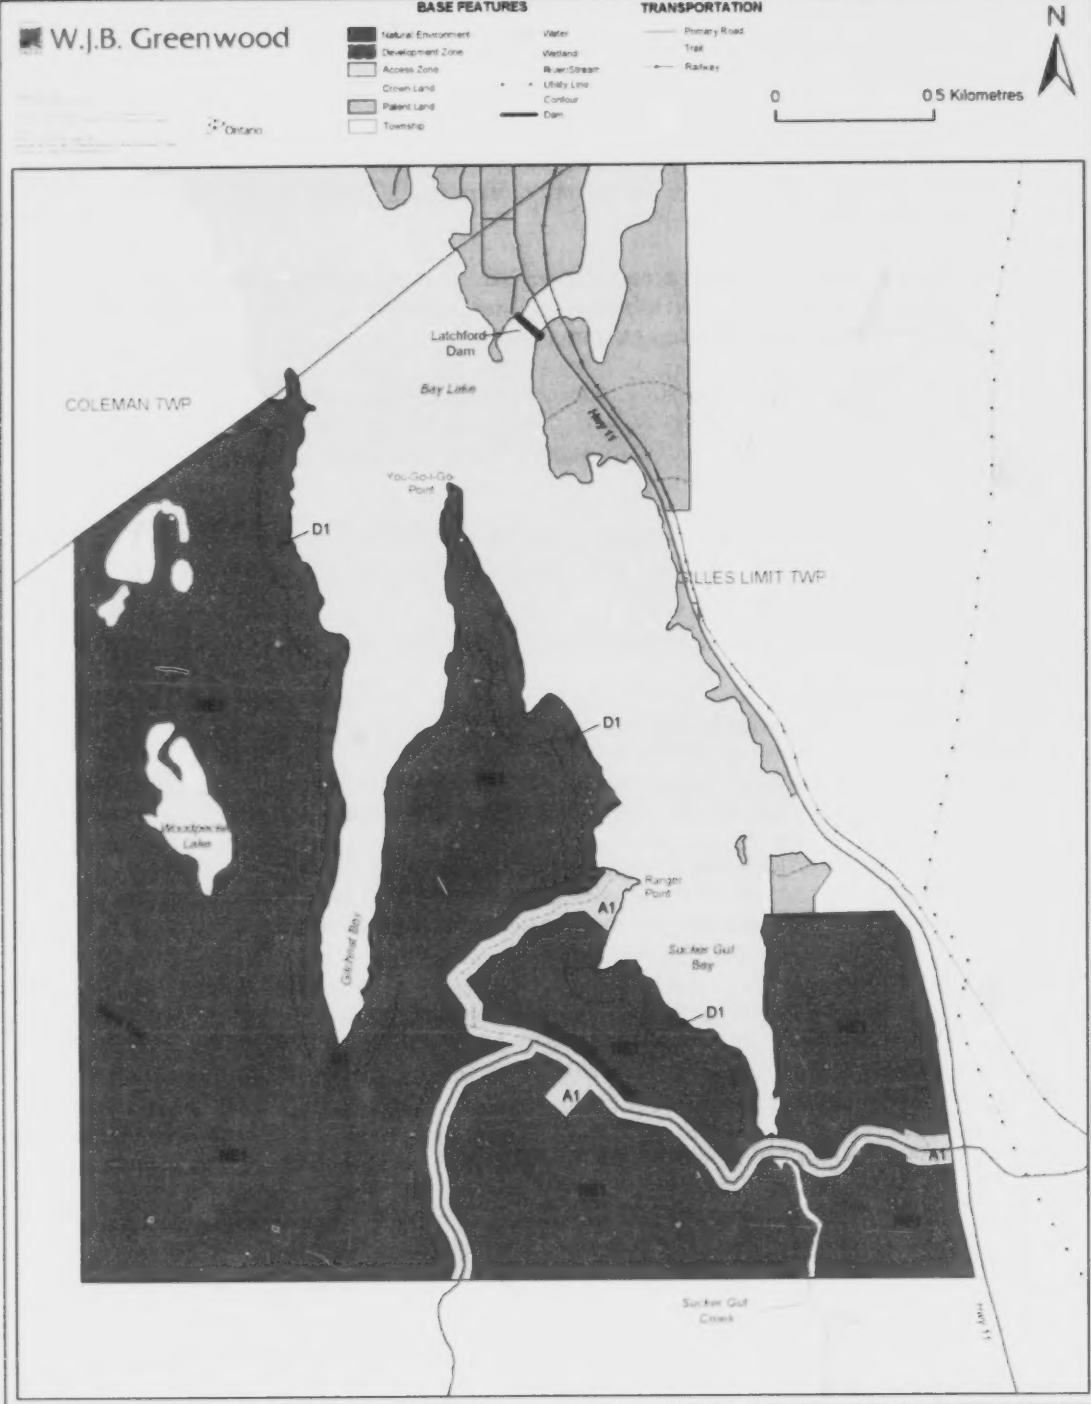 W.J.B. Greenwood
Ontario
BASE FEATURES
Natural Environment
Development Zone
Access Zone
Crown Land
Patent Land
Township
Water
Wetland
River/Stream
Utility Line
Contour
Dam
TRANSPORTATION
Primary Road
Trail
Railway
N
0 0.5 Kilometres
Latchford
Dam
Bay Lake
COLEMAN TWP
Hwy 11
You-Go-I-Go
Point
D1
GILLES LIMIT TWP
NE1
D1
NE1
Woodpecker
Lake
Ranger
Point
A1
Gilchrist Bay
Sucker Gut
Bay
D1
NE1
NE1
A1
NE1
A1
NE1
NE1
Sucker Gut
Creek
Hwy 11